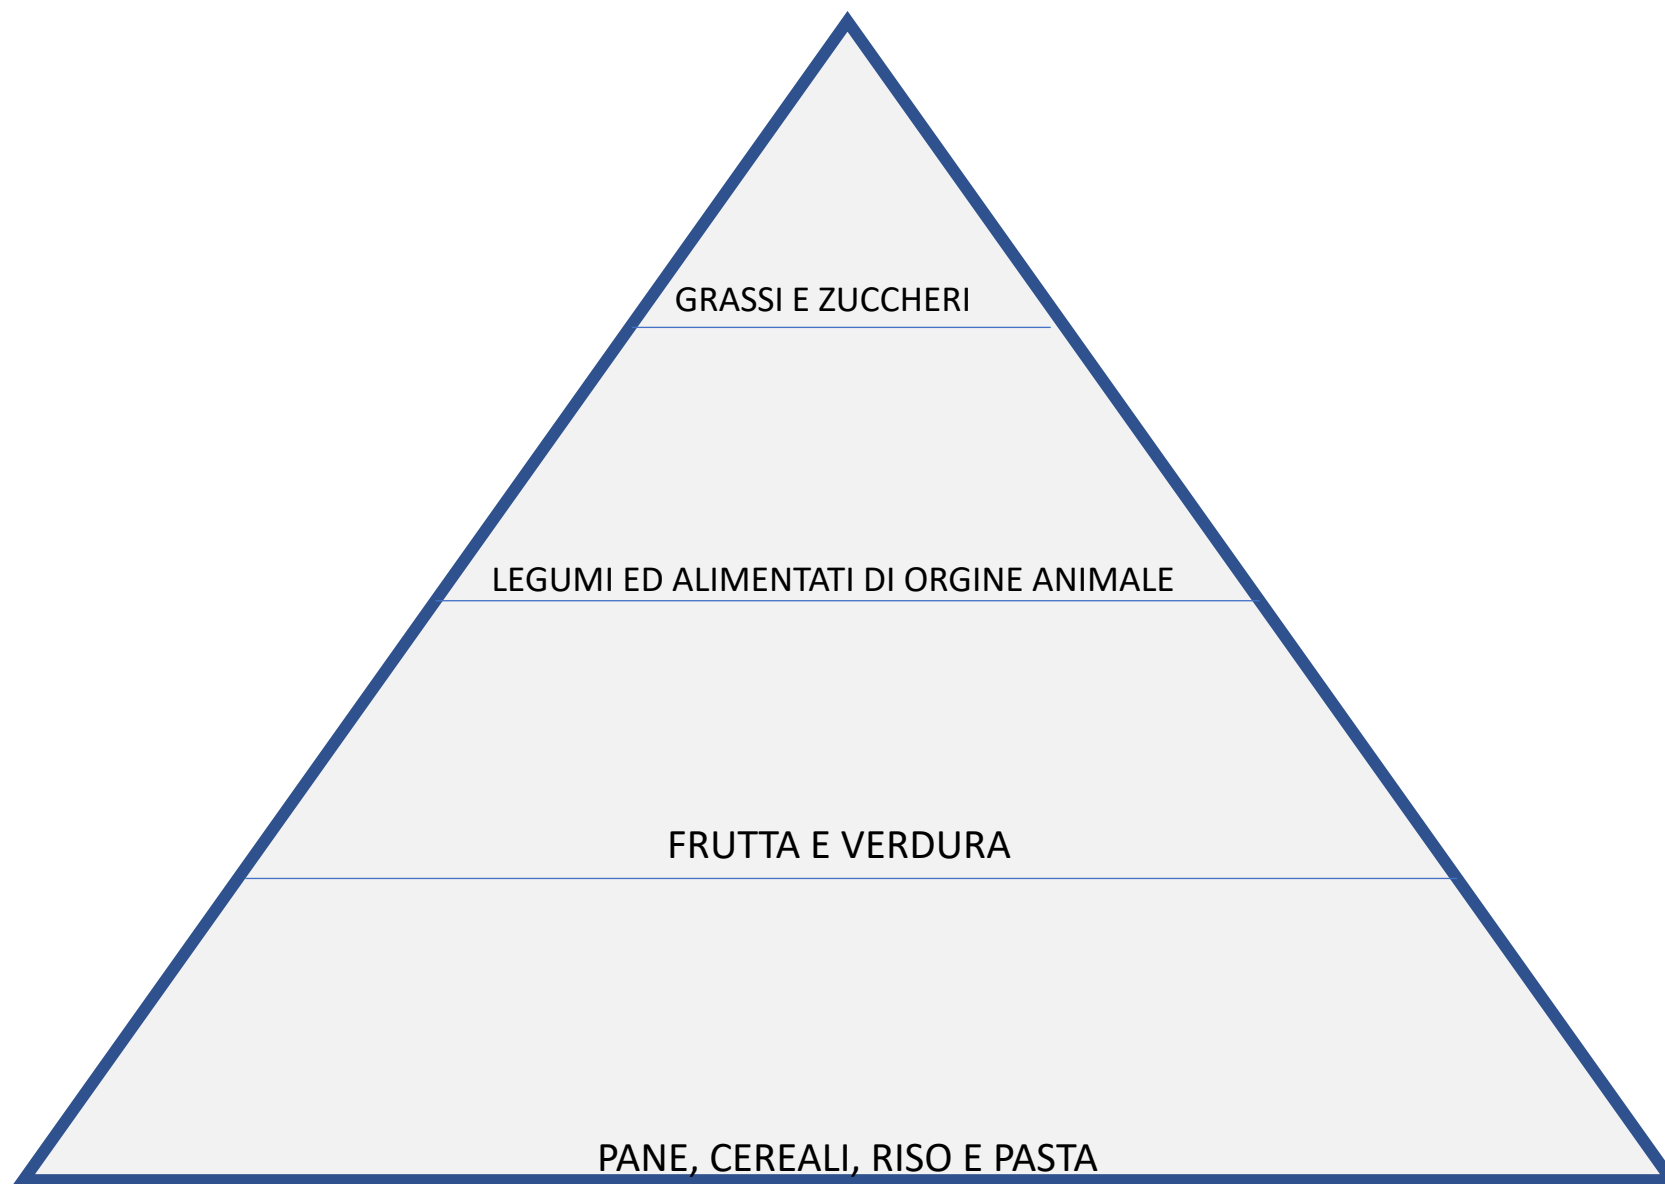 GRASSI E ZUCCHERI
LEGUMI ED ALIMENTATI DI ORGINE ANIMALE
FRUTTA E VERDURA
PANE, CEREALI, RISO E PASTA